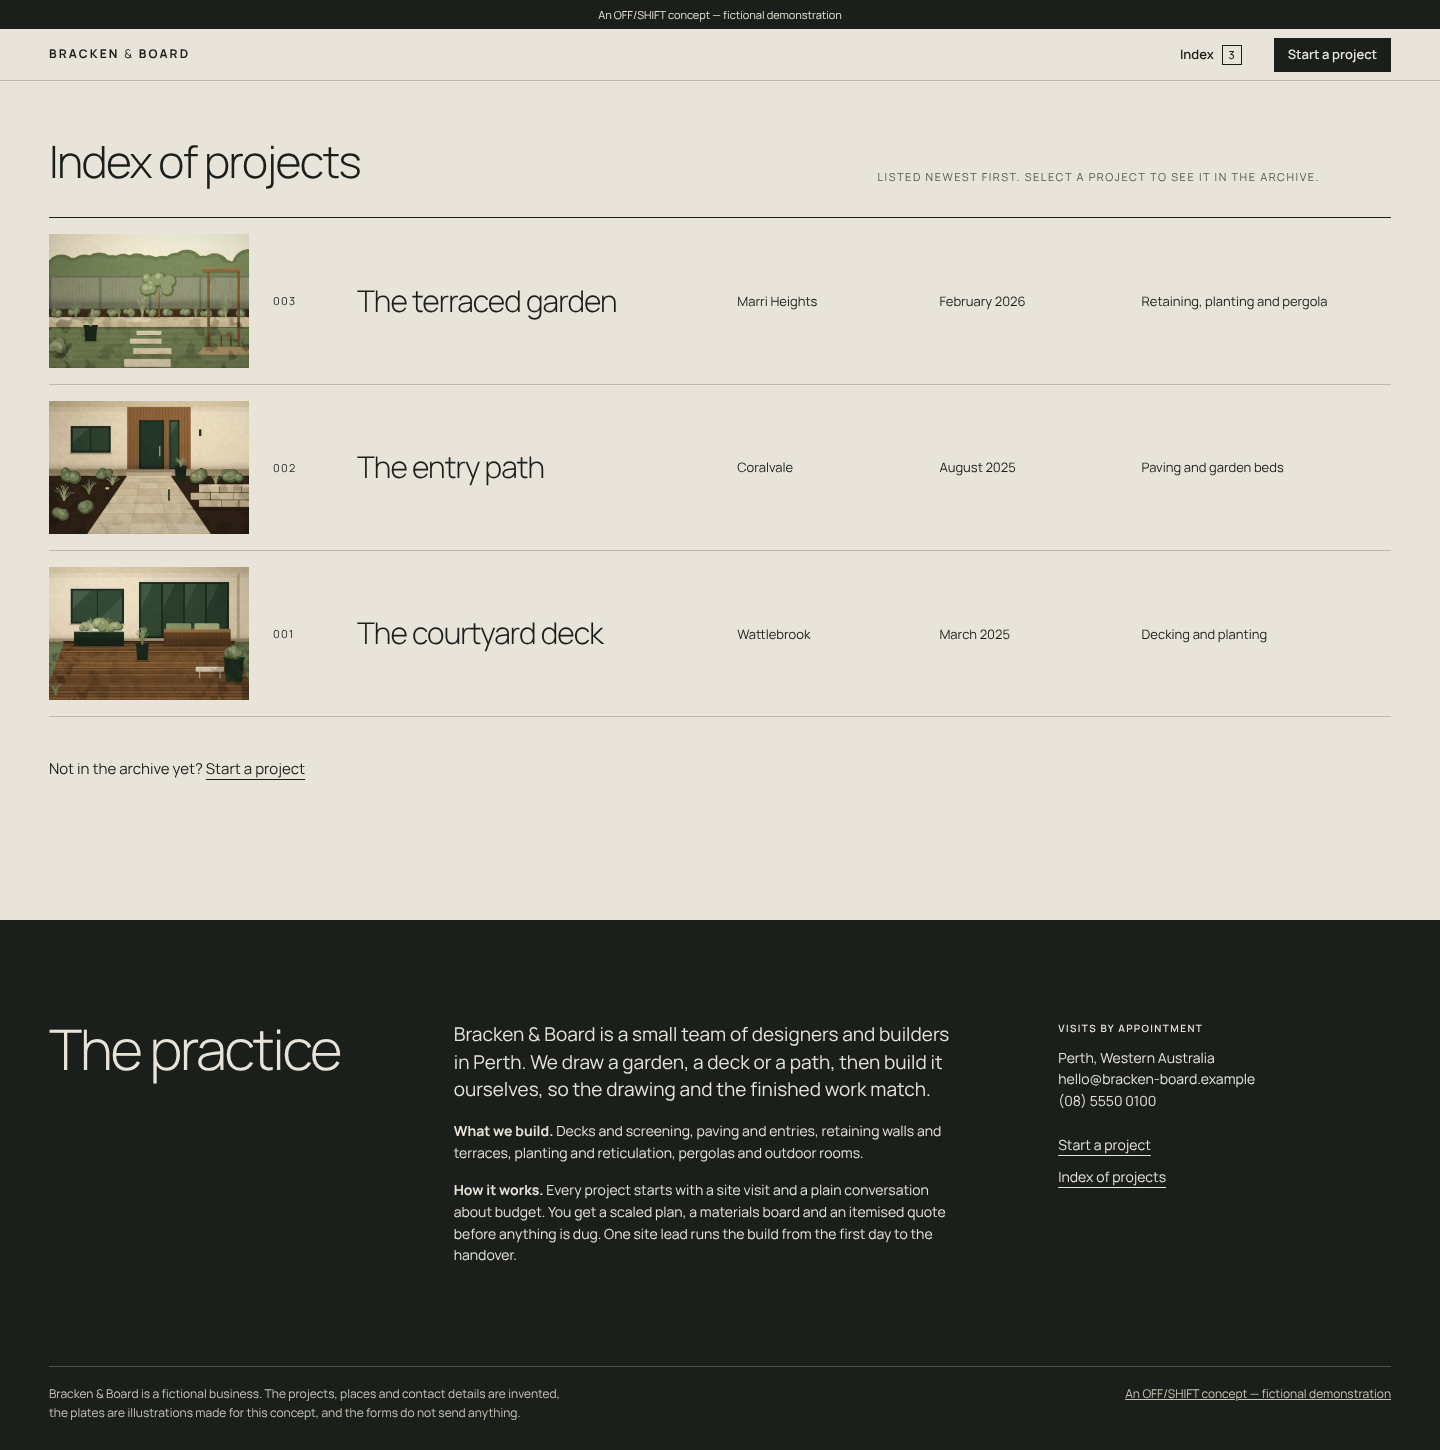 An OFF/SHIFT concept — fictional demonstration
BRACKEN & BOARD
Index 3
Start a project
Index of projects
LISTED NEWEST FIRST. SELECT A PROJECT TO SEE IT IN THE ARCHIVE.
003 The terraced garden Marri Heights February 2026 Retaining, planting and pergola
002 The entry path Coralvale August 2025 Paving and garden beds
001 The courtyard deck Wattlebrook March 2025 Decking and planting
Not in the archive yet? Start a project
The practice
Bracken & Board is a small team of designers and builders
in Perth. We draw a garden, a deck or a path, then build it
ourselves, so the drawing and the finished work match.
What we build. Decks and screening, paving and entries, retaining walls and
terraces, planting and reticulation, pergolas and outdoor rooms.
How it works. Every project starts with a site visit and a plain conversation
about budget. You get a scaled plan, a materials board and an itemised quote
before anything is dug. One site lead runs the build from the first day to the
handover.
VISITS BY APPOINTMENT
Perth, Western Australia
hello@bracken-board.example
(08) 5550 0100
Start a project
Index of projects
Bracken & Board is a fictional business. The projects, places and contact details are invented,
the plates are illustrations made for this concept, and the forms do not send anything.
An OFF/SHIFT concept — fictional demonstration